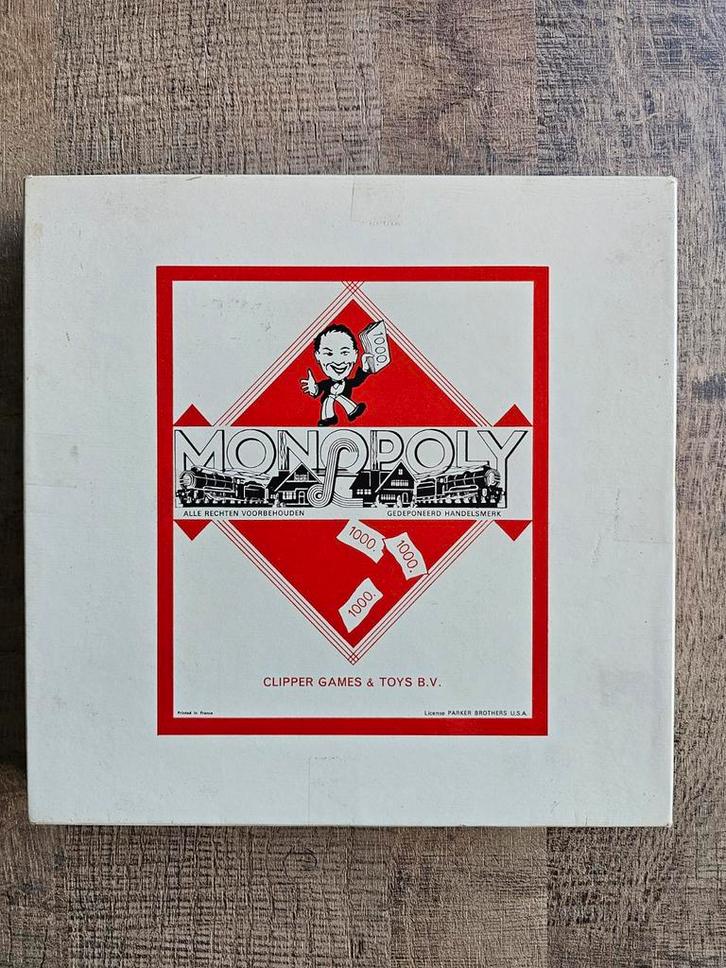 1000.
MONOPOLY
ALLE RECHTEN VOORBEHOUDEN GEDEPONEERD HANDELSMERK
1000.
1000.
1000.
CLIPPER GAMES & TOYS B.V.
Printed in France License PARKER BROTHERS U.S.A.